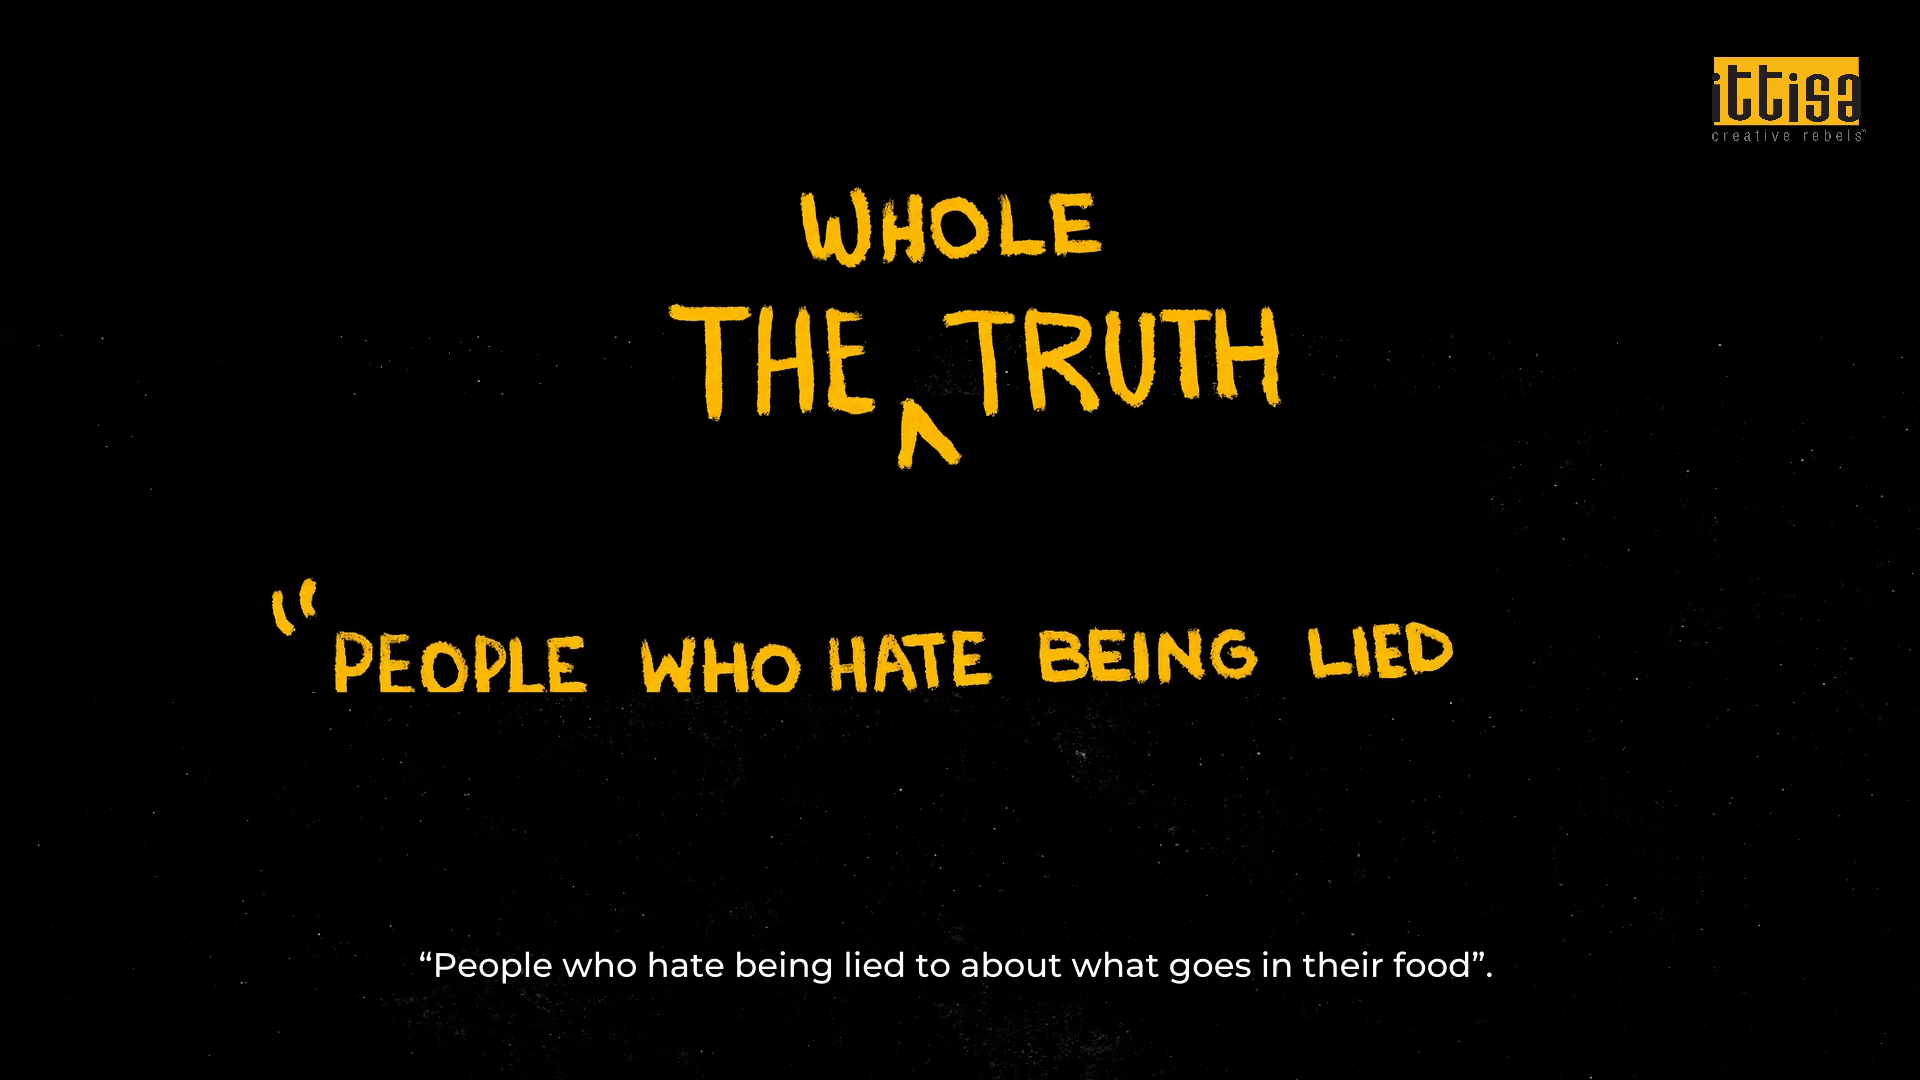 ittisa
creative rebels™
WHOLE
THE ^ TRUTH
“PEOPLE WHO HATE BEING LIED
“People who hate being lied to about what goes in their food”.